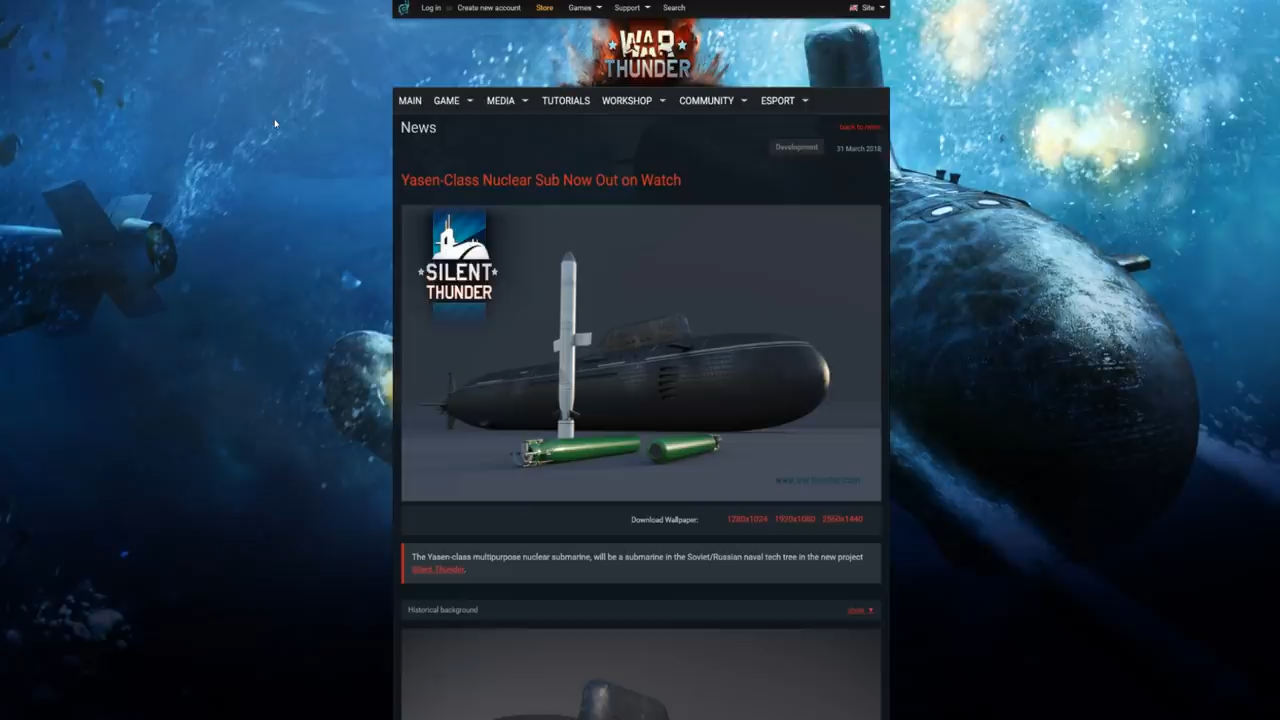 Log in or Create new account Store Games Support Search Site
WAR
THUNDER
MAIN GAME MEDIA TUTORIALS WORKSHOP COMMUNITY ESPORT
News
back to news
Development 31 March 2018
Yasen-Class Nuclear Sub Now Out on Watch
SILENT
THUNDER
Download Wallpaper: 1280x1024 1920x1080 2560x1440
The Yasen-class multipurpose nuclear submarine, will be a submarine in the Soviet/Russian naval tech tree in the new project
Silent Thunder.
Historical background show